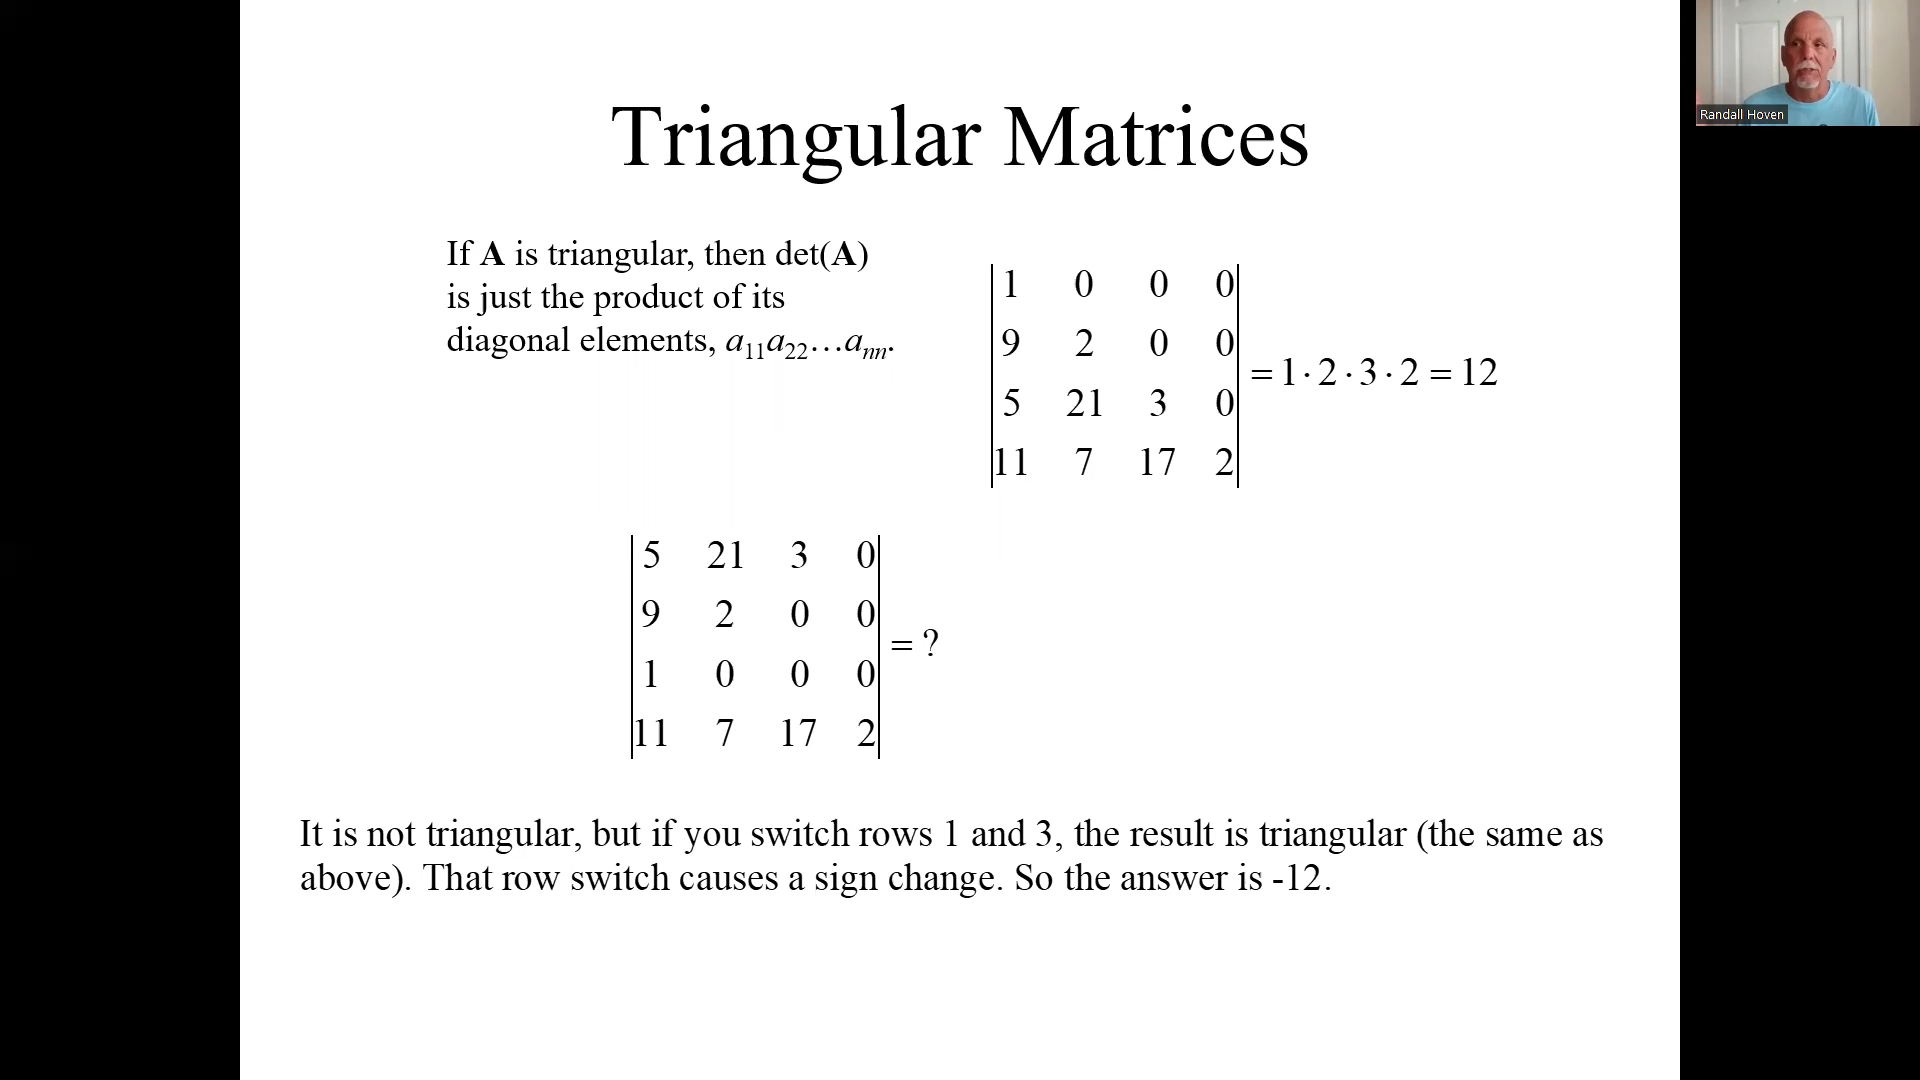 Triangular Matrices
Randall Hoven
If A is triangular, then det(A)
is just the product of its
diagonal elements, a₁₁a₂₂…aₙₙ.
1 0 0 0
9 2 0 0
5 21 3 0
11 7 17 2
= 1 · 2 · 3 · 2 = 12
5 21 3 0
9 2 0 0
1 0 0 0
11 7 17 2
= ?
It is not triangular, but if you switch rows 1 and 3, the result is triangular (the same as
above). That row switch causes a sign change. So the answer is -12.